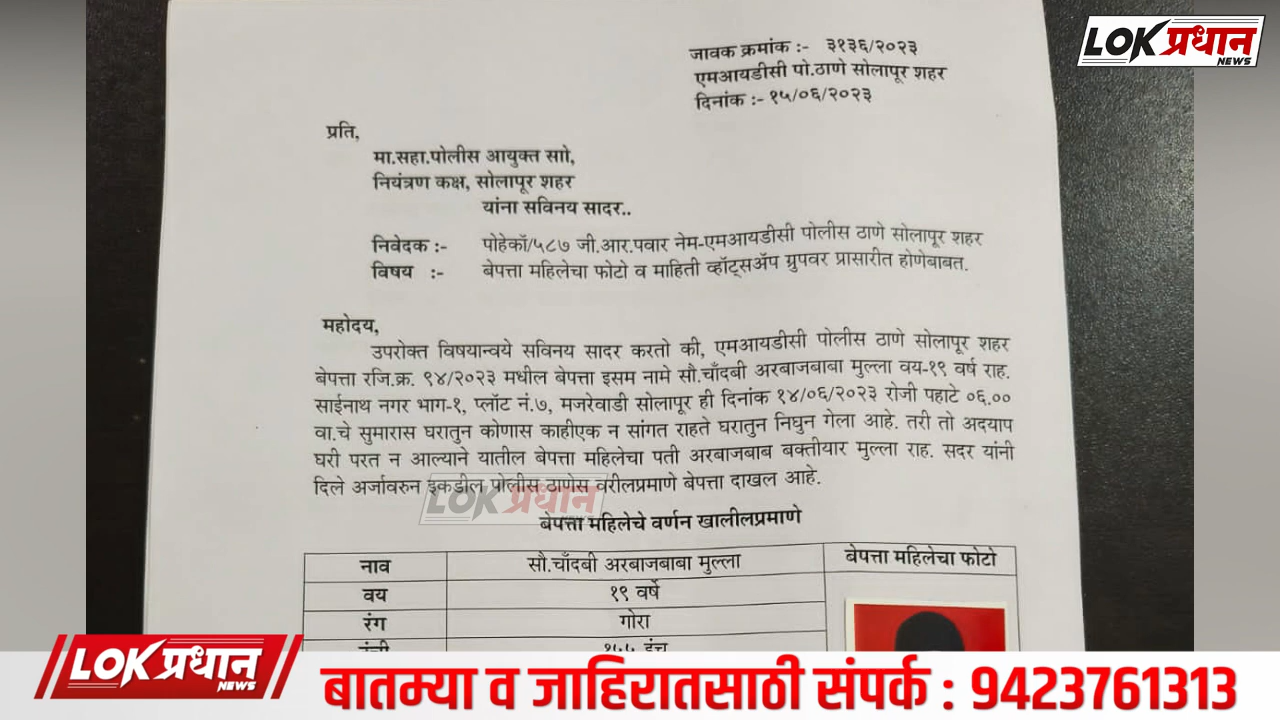 LOK प्रधान NEWS
जावक क्रमांक :- ३१३६/२०२३
एमआयडीसी पो.ठाणे सोलापूर शहर
दिनांक :- १५/०६/२०२३
प्रति,
मा.सहा.पोलीस आयुक्त साो,
नियंत्रण कक्ष, सोलापूर शहर
यांना सविनय सादर..
निवेदक :- पोहेकॉ/५८७ जी.आर.पवार नेम-एमआयडीसी पोलीस ठाणे सोलापूर शहर
विषय :- बेपत्ता महिलेचा फोटो व माहिती व्हॉट्सॲप ग्रुपवर प्रासारीत होणेबाबत.
महोदय,
उपरोक्त विषयान्वये सविनय सादर करतो की, एमआयडीसी पोलीस ठाणे सोलापूर शहर
बेपत्ता रजि.क्र. ९४/२०२३ मधील बेपत्ता इसम नामे सौ.चाँदबी अरबाजबाबा मुल्ला वय-१९ वर्ष राह.
साईनाथ नगर भाग-१, प्लॉट नं.७, मजरेवाडी सोलापूर ही दिनांक १४/०६/२०२३ रोजी पहाटे ०६.००
वा.चे सुमारास घरातुन कोणास काहीएक न सांगत राहते घरातुन निघुन गेला आहे. तरी तो अदयाप
घरी परत न आल्याने यातील बेपत्ता महिलेचा पती अरबाजबाब बक्तीयार मुल्ला राह. सदर यांनी
दिले अर्जावरुन इकडील पोलीस ठाणेस वरीलप्रमाणे बेपत्ता दाखल आहे.
LOK प्रधान NEWS
बेपत्ता महिलेचे वर्णन खालीलप्रमाणे
नाव सौ.चाँदबी अरबाजबाबा मुल्ला बेपत्ता महिलेचा फोटो
वय १९ वर्षे
रंग गोरा
LOK प्रधान NEWS
बातम्या व जाहिरातसाठी संपर्क : 9423761313